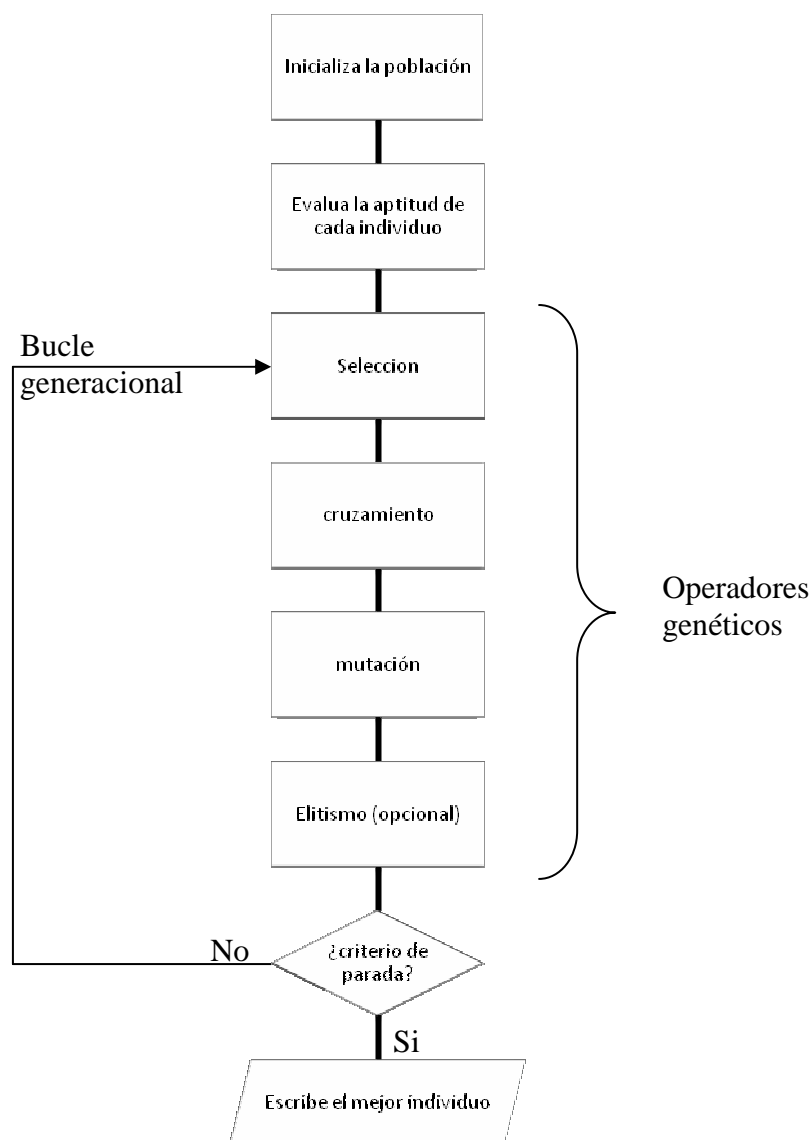 Inicializa la población
Evalua la aptitud de
cada individuo
Bucle
generacional
Seleccion
cruzamiento
mutación
Operadores
genéticos
Elitismo (opcional)
No
¿criterio de
parada?
Si
Escribe el mejor individuo